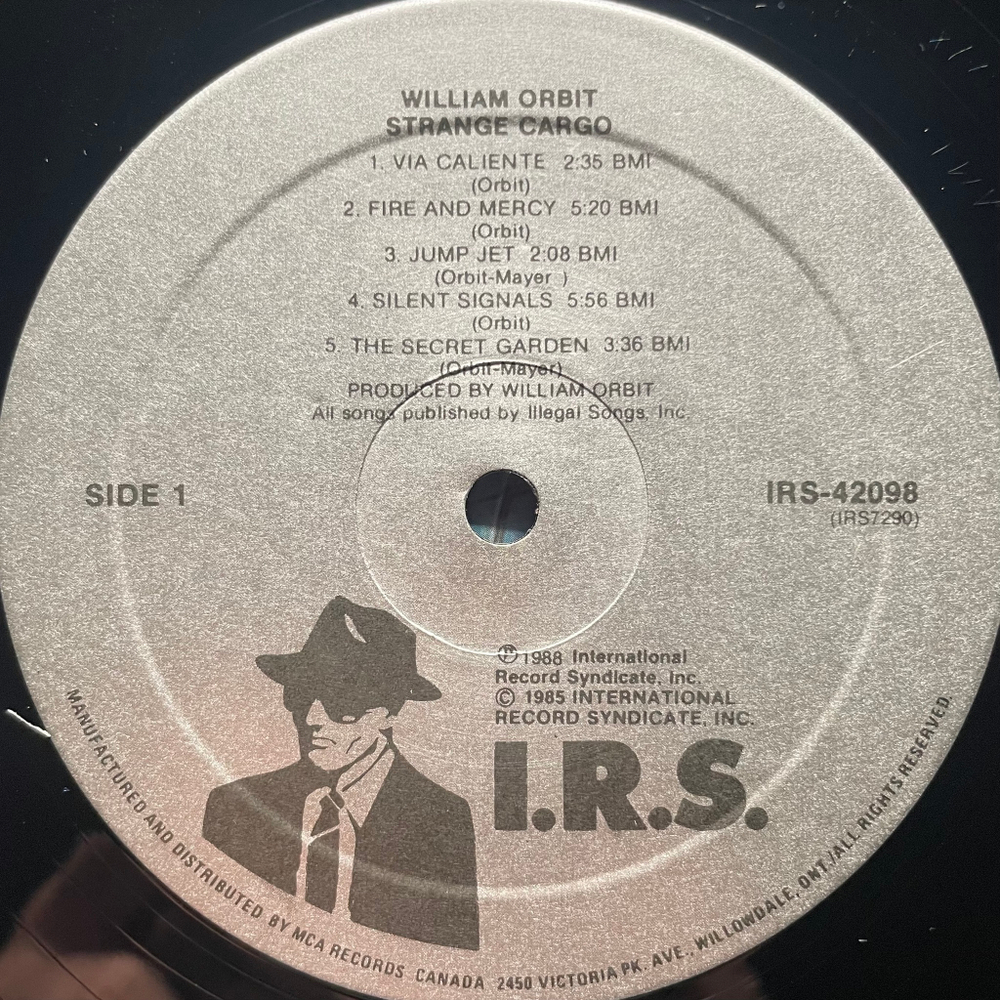 WILLIAM ORBIT
STRANGE CARGO
1. VIA CALIENTE 2:35 BMI
(Orbit)
2. FIRE AND MERCY 5:20 BMI
(Orbit)
3. JUMP JET 2:08 BMI
(Orbit-Mayer )
4. SILENT SIGNALS 5:56 BMI
(Orbit)
5. THE SECRET GARDEN 3:36 BMI
(Orbit-Mayer)
PRODUCED BY WILLIAM ORBIT
All songs published by Illegal Songs, Inc.
SIDE 1
IRS-42098
(IRS7290)
℗1988 International
Record Syndicate, Inc.
© 1985 INTERNATIONAL
RECORD SYNDICATE, INC.
I.R.S.
MANUFACTURED AND DISTRIBUTED BY MCA RECORDS CANADA 2450 VICTORIA PK. AVE., WILLOWDALE, ONT./ALL RIGHTS RESERVED.